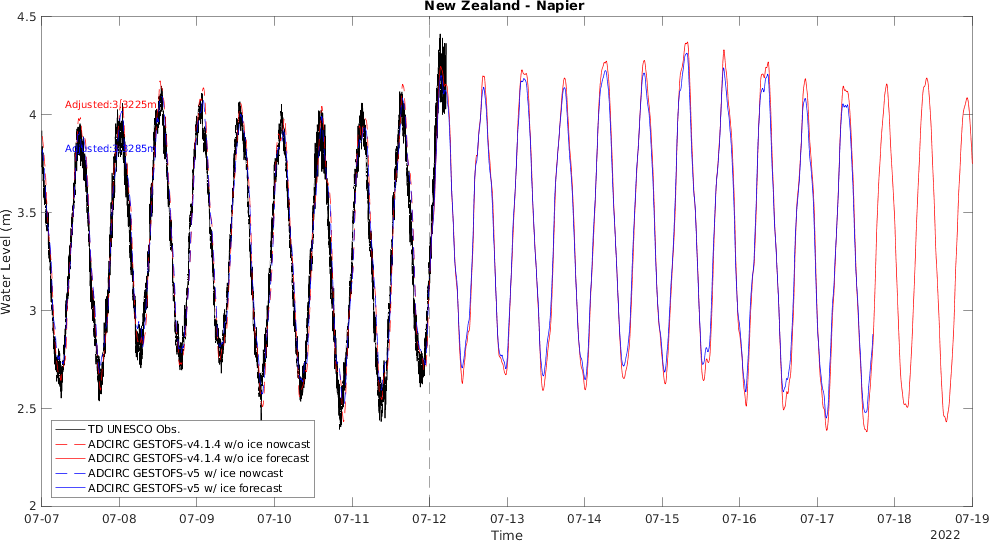 New Zealand - Napier
4.5
4
3.5
3
2.5
2
Water Level (m)
Adjusted:3.3225m
TD UNESCO Obs.
ADCIRC GESTOFS-v4.1.4 w/o ice nowcast
ADCIRC GESTOFS-v4.1.4 w/o ice forecast
ADCIRC GESTOFS-v5 w/ ice nowcast
ADCIRC GESTOFS-v5 w/ ice forecast
07-07 07-08 07-09 07-10 07-11 07-12 07-13 07-14 07-15 07-16 07-17 07-18 07-19
Time
2022